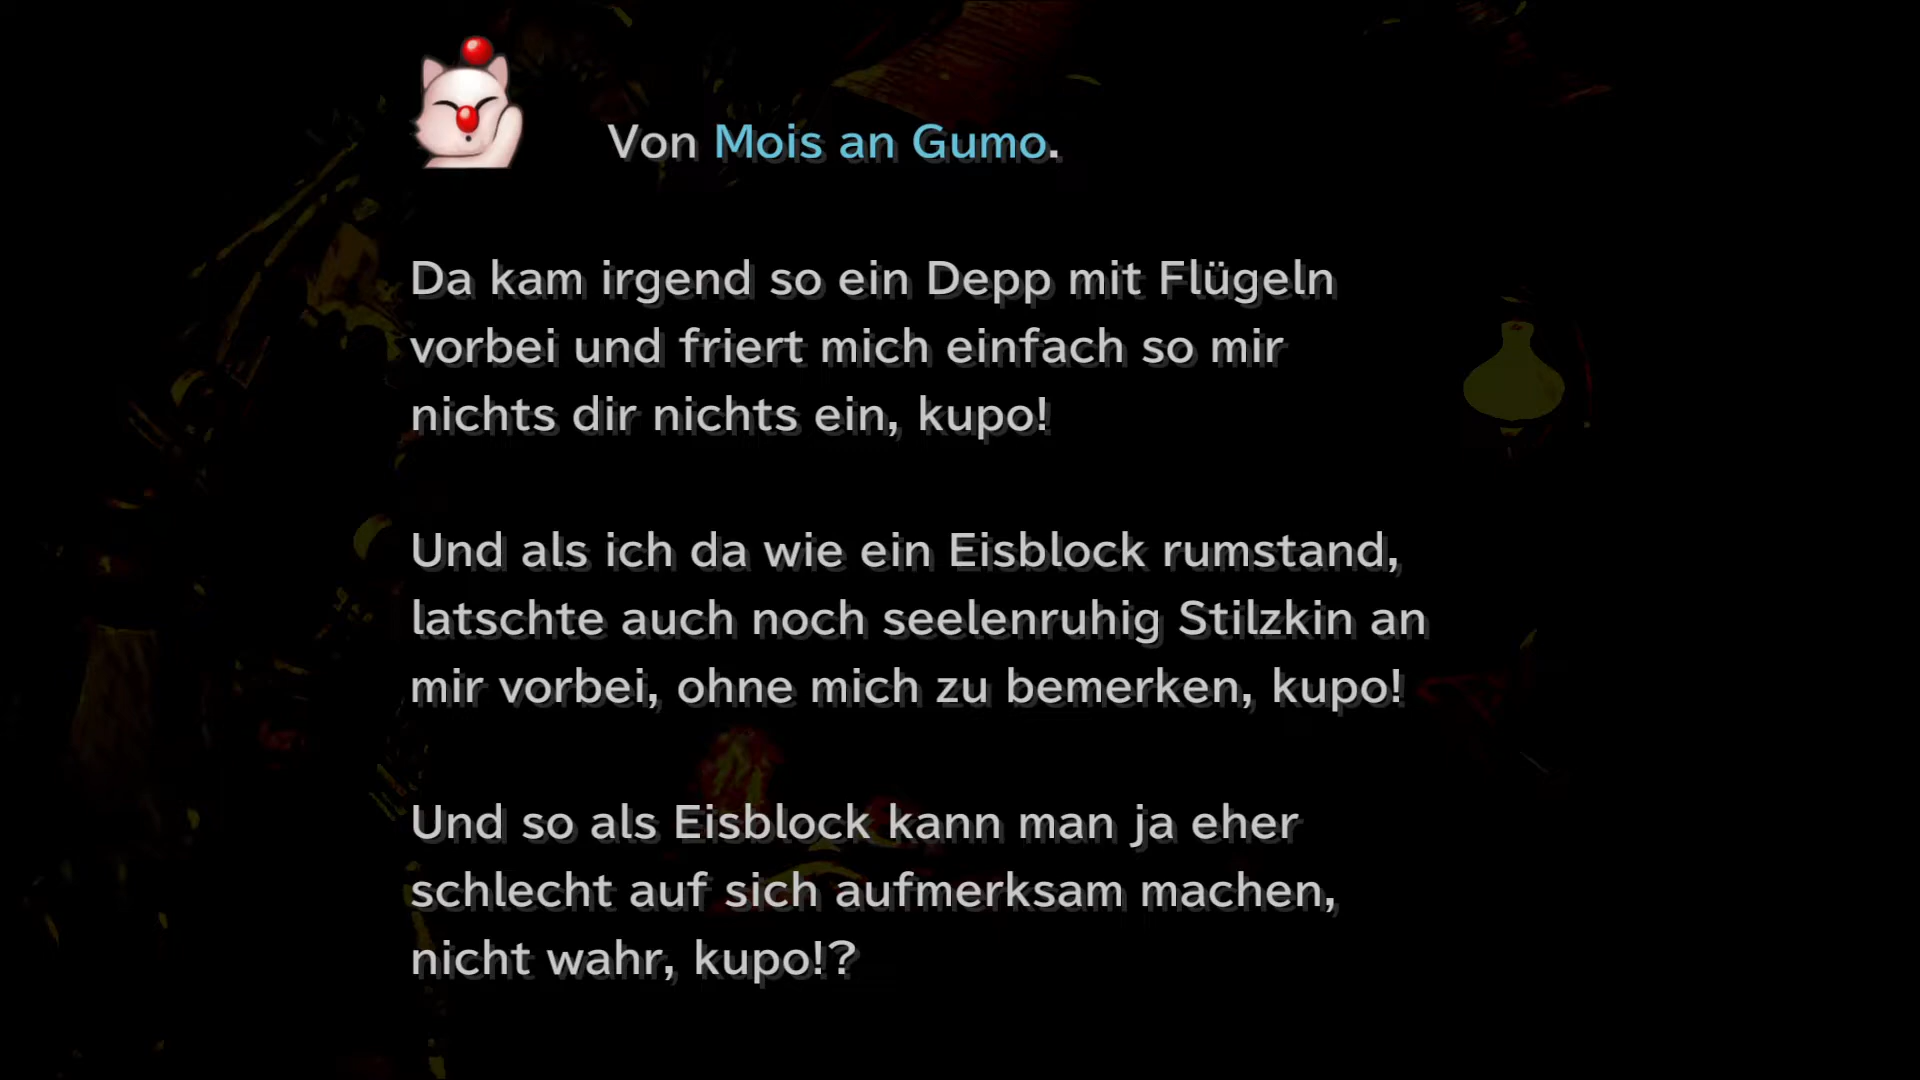 Von Mois an Gumo.
Da kam irgend so ein Depp mit Flügeln
vorbei und friert mich einfach so mir
nichts dir nichts ein, kupo!
Und als ich da wie ein Eisblock rumstand,
latschte auch noch seelenruhig Stilzkin an
mir vorbei, ohne mich zu bemerken, kupo!
Und so als Eisblock kann man ja eher
schlecht auf sich aufmerksam machen,
nicht wahr, kupo!?